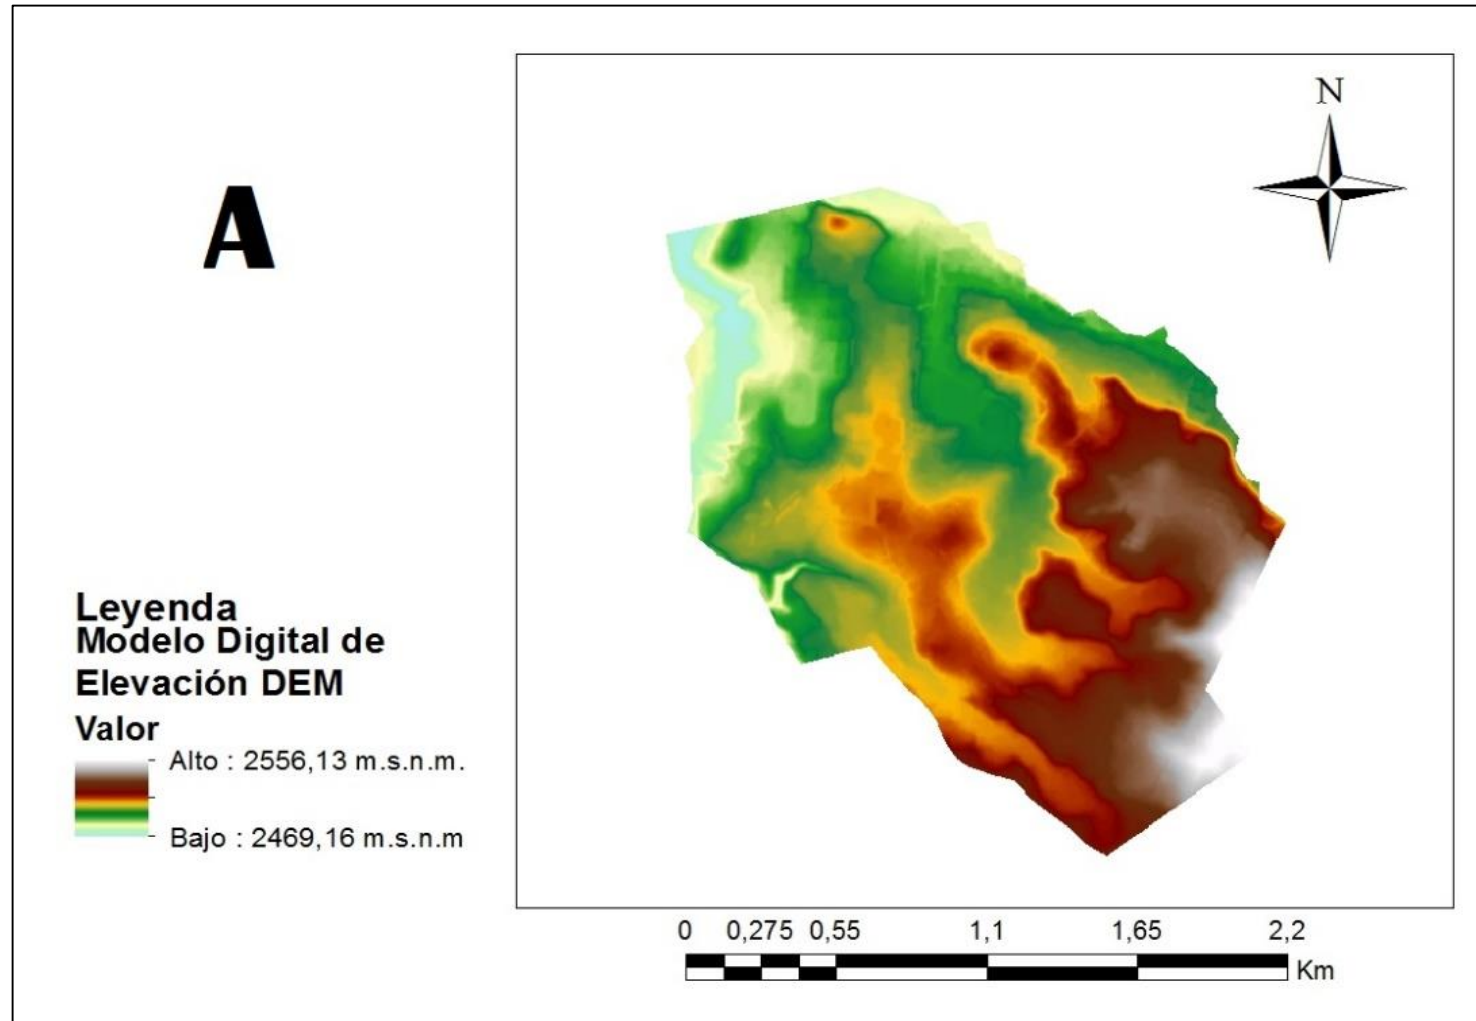 A
N
Leyenda
Modelo Digital de
Elevación DEM
Valor
Alto : 2556,13 m.s.n.m.
Bajo : 2469,16 m.s.n.m
0 0,275 0,55 1,1 1,65 2,2
Km